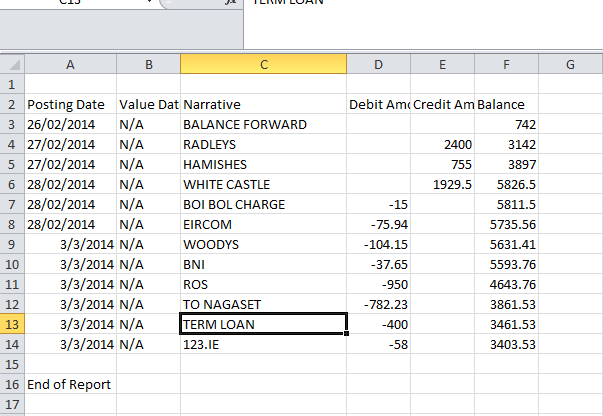 C13 fx TERM LOAN
A B C D E F G
1
2 Posting Date Value Dat Narrative Debit Amo Credit Am Balance
3 26/02/2014 N/A BALANCE FORWARD 742
4 27/02/2014 N/A RADLEYS 2400 3142
5 27/02/2014 N/A HAMISHES 755 3897
6 28/02/2014 N/A WHITE CASTLE 1929.5 5826.5
7 28/02/2014 N/A BOI BOL CHARGE -15 5811.5
8 28/02/2014 N/A EIRCOM -75.94 5735.56
9 3/3/2014 N/A WOODYS -104.15 5631.41
10 3/3/2014 N/A BNI -37.65 5593.76
11 3/3/2014 N/A ROS -950 4643.76
12 3/3/2014 N/A TO NAGASET -782.23 3861.53
13 3/3/2014 N/A TERM LOAN -400 3461.53
14 3/3/2014 N/A 123.IE -58 3403.53
15
16 End of Report
17